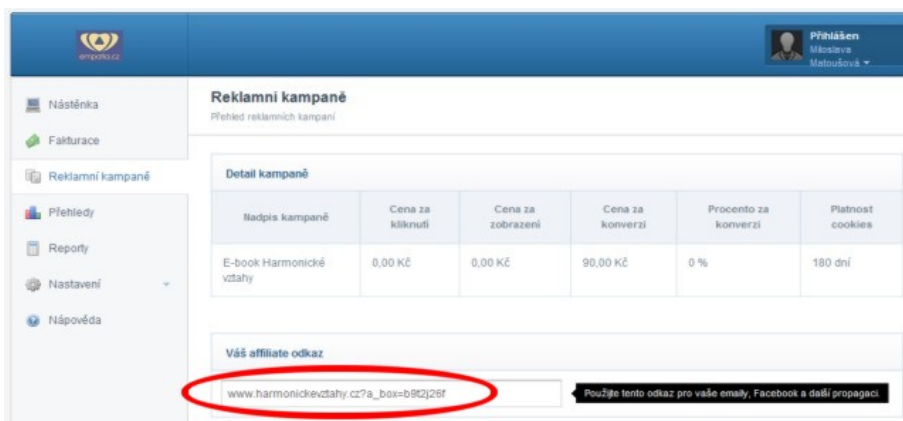 empatia.cz
Přihlášen
Miloslava
Matoušová
Nástěnka
Fakturace
Reklamní kampaně
Přehledy
Reporty
Nastavení
Nápověda
Reklamní kampaně
Přehled reklamních kampaní
Detail kampaně
Nadpis kampaně
Cena za
kliknutí
Cena za
zobrazení
Cena za
konverzi
Procento za
konverzi
Platnost
cookies
E-book Harmonické
vztahy
0,00 Kč
0,00 Kč
90,00 Kč
0 %
180 dní
Váš affiliate odkaz
www.harmonickevztahy.cz?a_box=b9t2j26f
Použijte tento odkaz pro vaše emaily, Facebook a další propagaci.